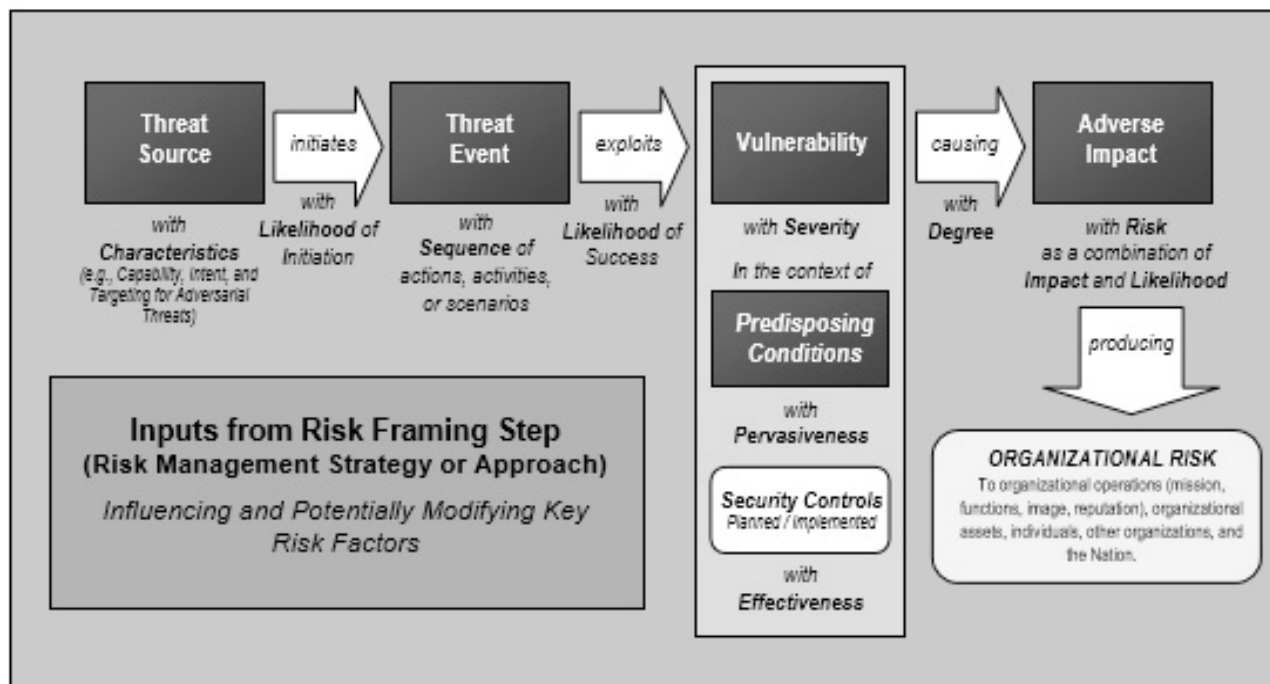 Threat
Source
initiates
Threat
Event
exploits
Vulnerability
causing
Adverse
Impact
with
Characteristics
(e.g., Capability, Intent, and
Targeting for Adversarial
Threats)
with
Likelihood of
Initiation
with
Sequence of
actions, activities,
or scenarios
with
Likelihood of
Success
with Severity
In the context of
Predisposing
Conditions
with
Pervasiveness
Security Controls
Planned / Implemented
with
Effectiveness
with
Degree
with Risk
as a combination of
Impact and Likelihood
producing
ORGANIZATIONAL RISK
To organizational operations (mission,
functions, image, reputation), organizational
assets, individuals, other organizations, and
the Nation.
Inputs from Risk Framing Step
(Risk Management Strategy or Approach)
Influencing and Potentially Modifying Key
Risk Factors